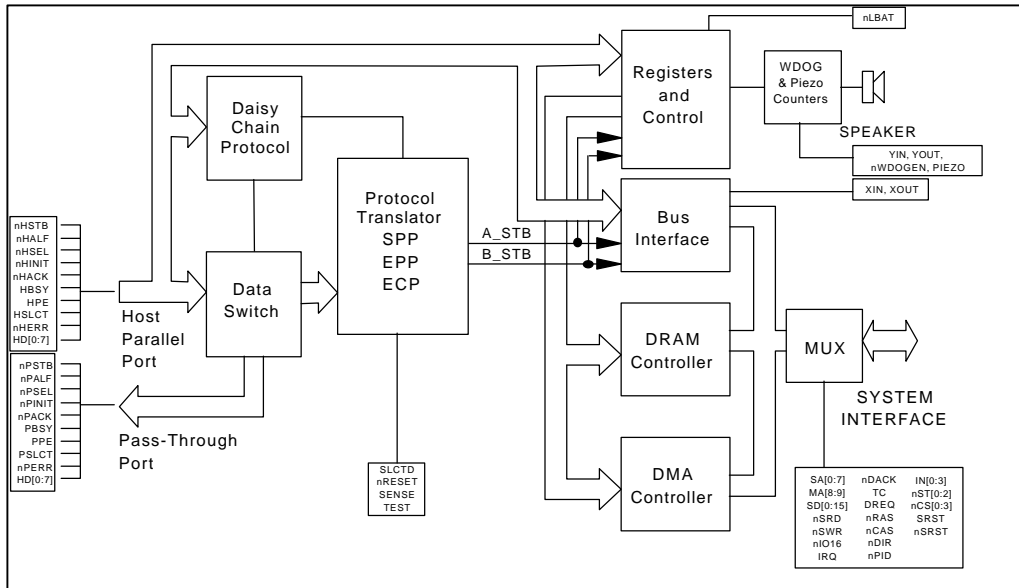 nLBAT
Registers
and
Control
WDOG
& Piezo
Counters
SPEAKER
YIN, YOUT,
nWDOGEN, PIEZO
XIN, XOUT
Daisy
Chain
Protocol
Protocol
Translator
SPP
EPP
ECP
A_STB
B_STB
Bus
Interface
nHSTB
nHALF
nHSEL
nHINIT
nHACK
HBSY
HPE
HSLCT
nHERR
HD[0:7]
Host
Parallel
Port
Data
Switch
nPSTB
nPALF
nPSEL
nPINIT
nPACK
PBSY
PPE
PSLCT
nPERR
HD[0:7]
Pass-Through
Port
SLCTD
nRESET
SENSE
TEST
DRAM
Controller
DMA
Controller
MUX
SYSTEM
INTERFACE
SA[0:7] nDACK IN[0:3]
MA[8:9] TC nST[0:2]
SD[0:15] DREQ nCS[0:3]
nSRD nRAS SRST
nSWR nCAS nSRST
nIO16 nDIR
IRQ nPID